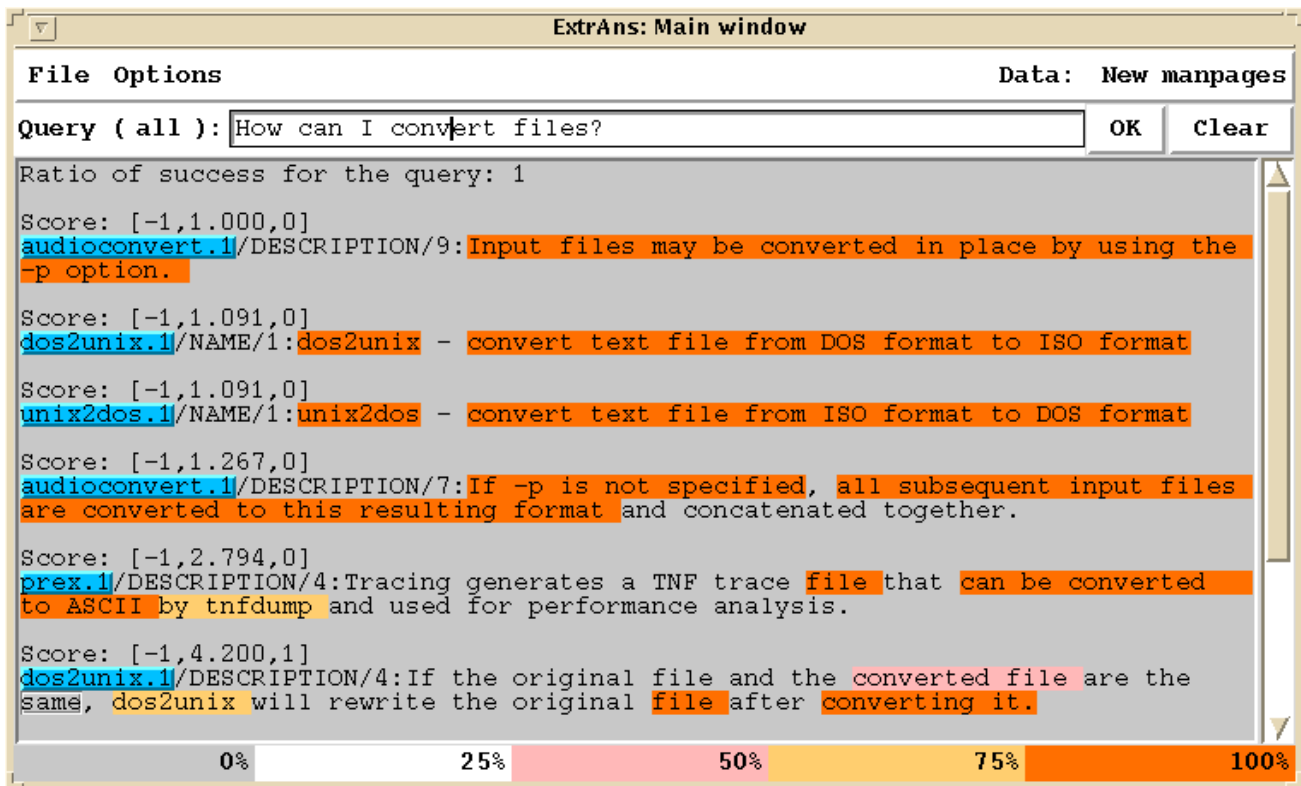 ExtrAns: Main window
File Options Data: New manpages
Query ( all ): How can I convert files? OK Clear
Ratio of success for the query: 1
Score: [-1,1.000,0]
audioconvert.1/DESCRIPTION/9:Input files may be converted in place by using the
-p option.
Score: [-1,1.091,0]
dos2unix.1/NAME/1:dos2unix - convert text file from DOS format to ISO format
Score: [-1,1.091,0]
unix2dos.1/NAME/1:unix2dos - convert text file from ISO format to DOS format
Score: [-1,1.267,0]
audioconvert.1/DESCRIPTION/7:If -p is not specified, all subsequent input files
are converted to this resulting format and concatenated together.
Score: [-1,2.794,0]
prex.1/DESCRIPTION/4:Tracing generates a TNF trace file that can be converted
to ASCII by tnfdump and used for performance analysis.
Score: [-1,4.200,1]
dos2unix.1/DESCRIPTION/4:If the original file and the converted file are the
same, dos2unix will rewrite the original file after converting it.
0% 25% 50% 75% 100%